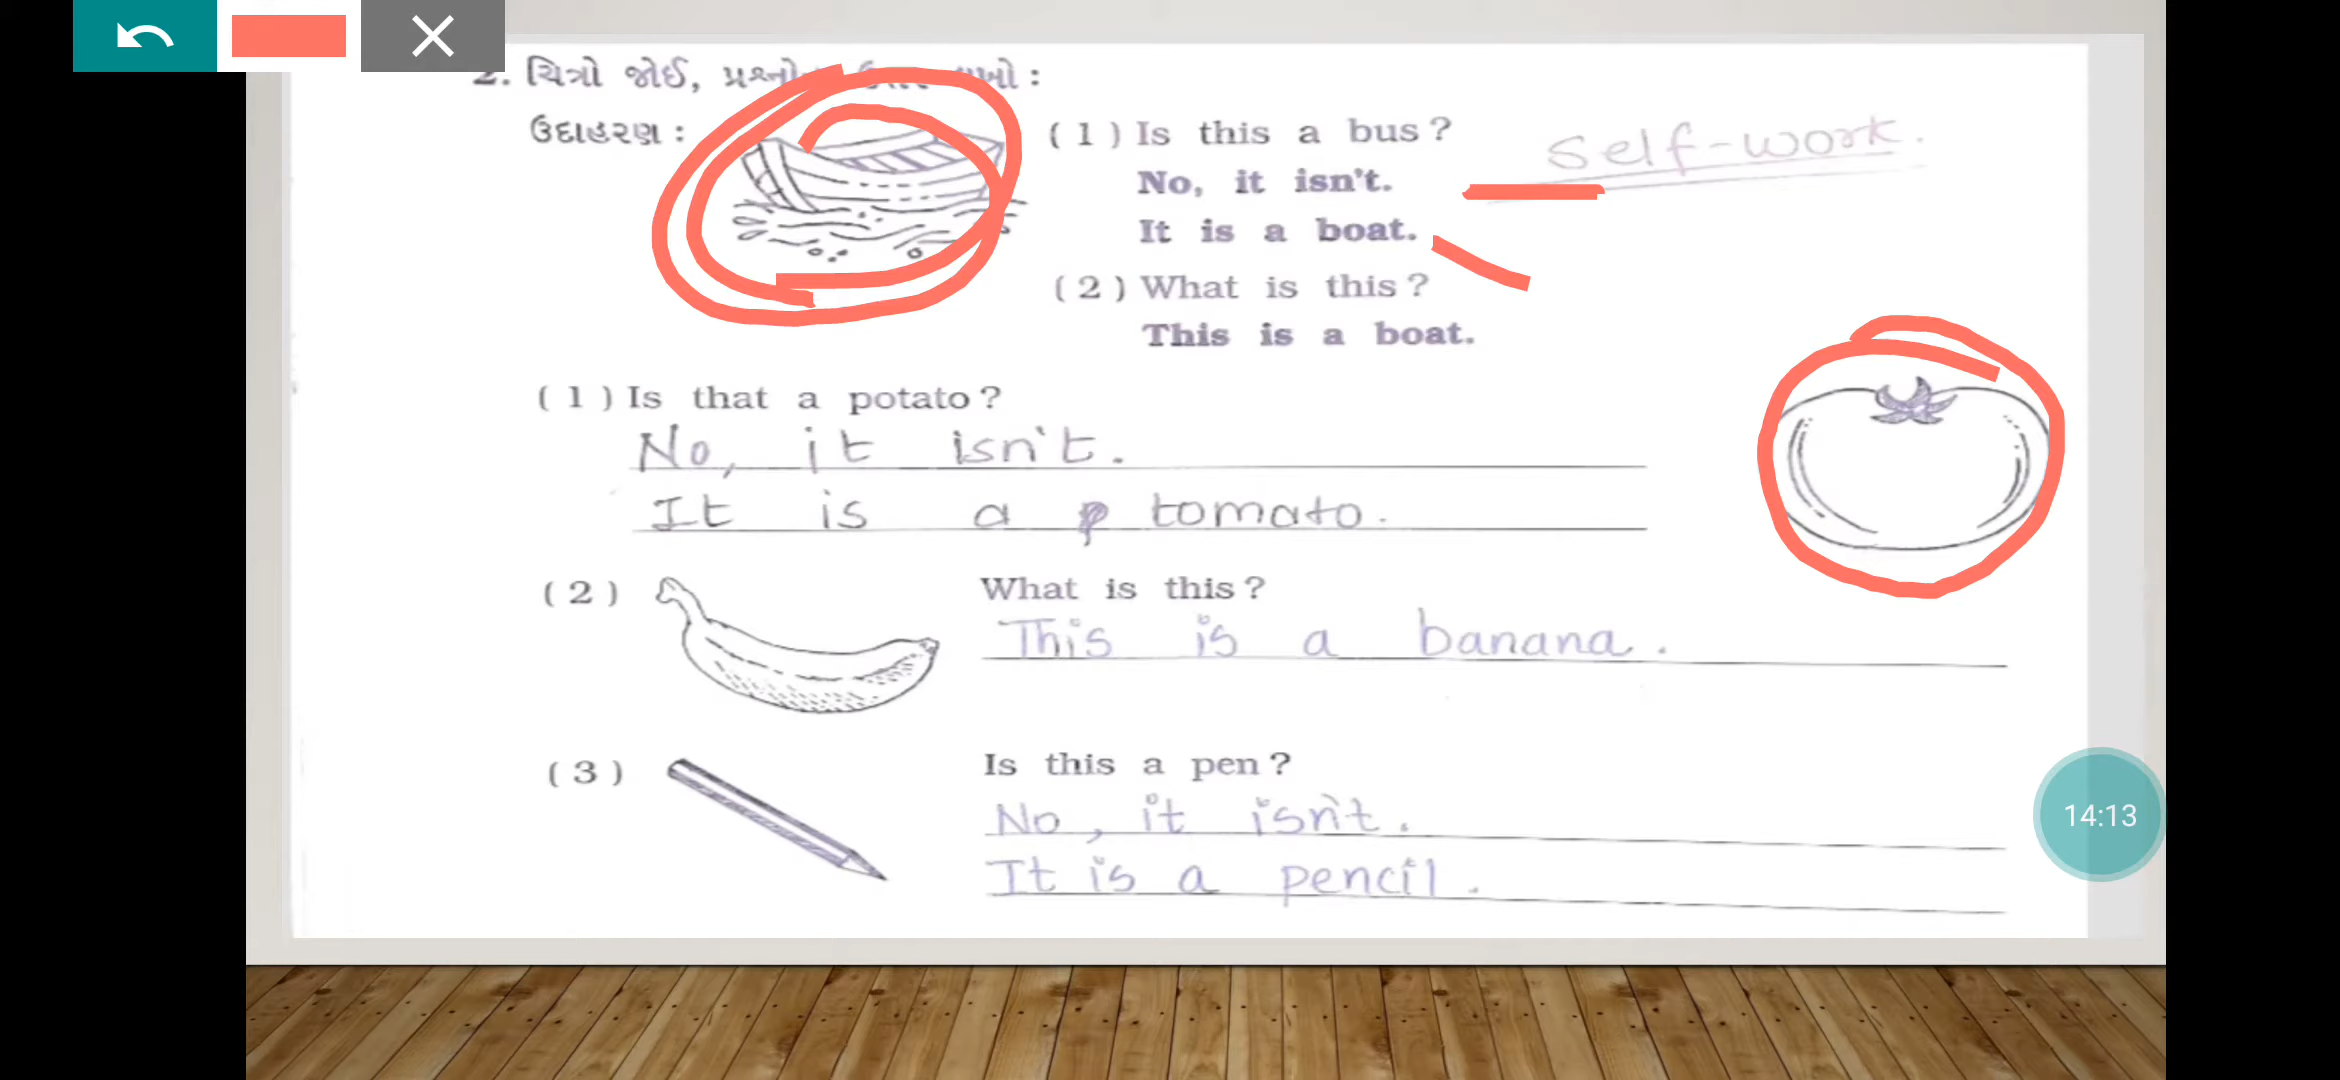 2. ચિત્રો જોઈ,
ઉદાહરણ :
( 1 ) Is this a bus ?
Self-work.
No, it isn't.
It is a boat.
( 2 ) What is this ?
This is a boat.
( 1 ) Is that a potato ?
No, it isn't.
It is a tomato.
( 2 ) What is this ?
This is a banana.
( 3 ) Is this a pen ?
No, it isn't.
It is a pencil.
14:13